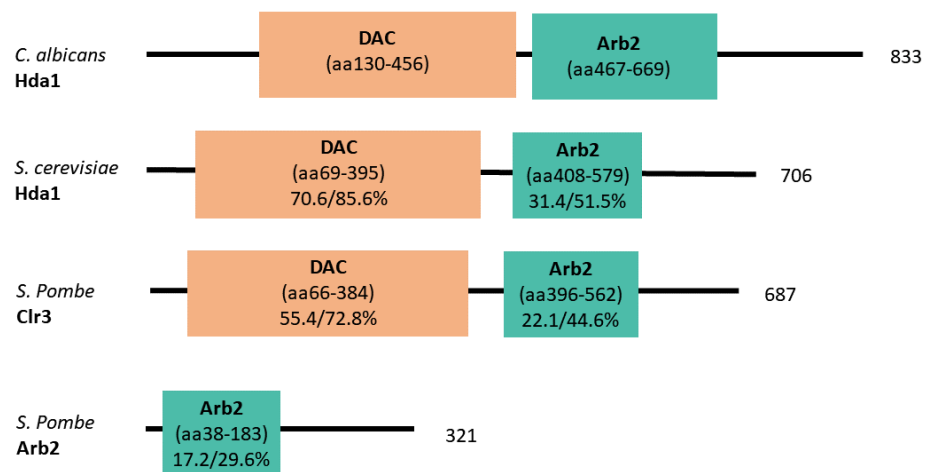 C. albicans
Hda1
DAC
(aa130-456)
Arb2
(aa467-669)
833
S. cerevisiae
Hda1
DAC
(aa69-395)
70.6/85.6%
Arb2
(aa408-579)
31.4/51.5%
706
S. Pombe
Clr3
DAC
(aa66-384)
55.4/72.8%
Arb2
(aa396-562)
22.1/44.6%
687
S. Pombe
Arb2
Arb2
(aa38-183)
17.2/29.6%
321